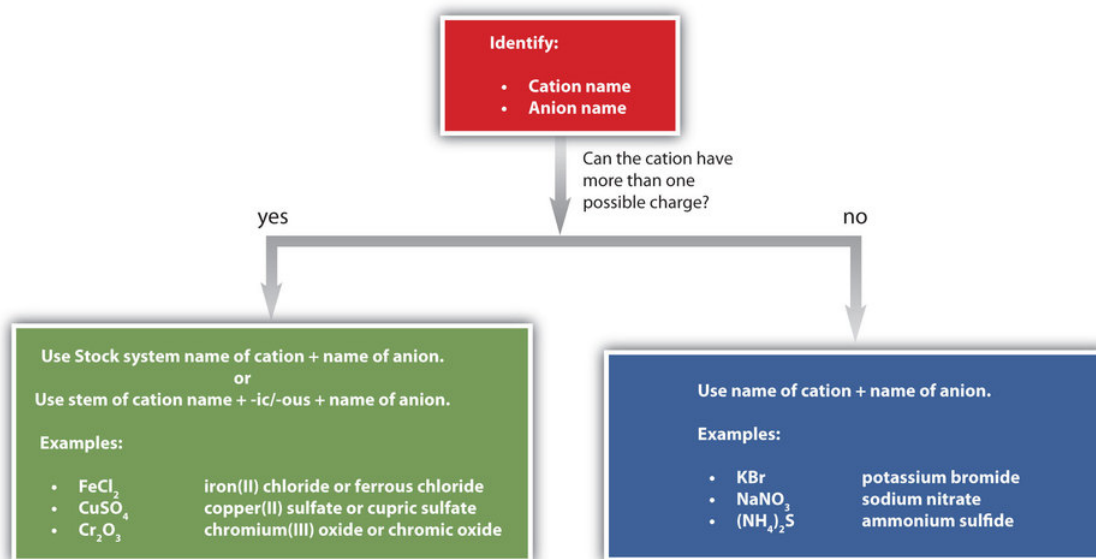 Identify:
• Cation name
• Anion name
Can the cation have
more than one
possible charge?
yes
no
Use Stock system name of cation + name of anion.
or
Use stem of cation name + -ic/-ous + name of anion.
Examples:
• FeCl₂ iron(II) chloride or ferrous chloride
• CuSO₄ copper(II) sulfate or cupric sulfate
• Cr₂O₃ chromium(III) oxide or chromic oxide
Use name of cation + name of anion.
Examples:
• KBr potassium bromide
• NaNO₃ sodium nitrate
• (NH₄)₂S ammonium sulfide